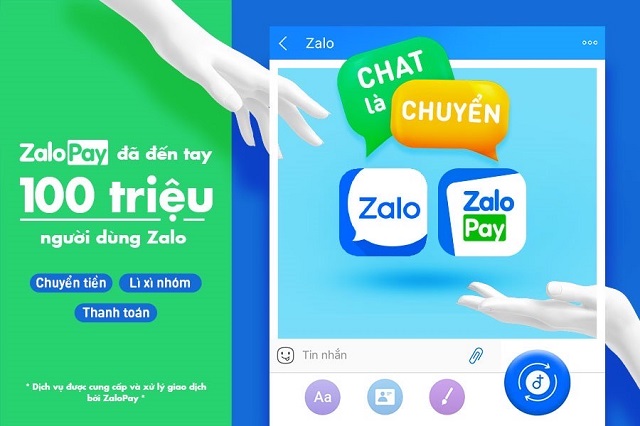 ZaloPay đã đến tay
100 triệu
người dùng Zalo
Chuyển tiền
Lì xì nhóm
Thanh toán
* Dịch vụ được cung cấp và xử lý giao dịch
bởi ZaloPay *
Zalo
CHAT
là
CHUYỂN
Zalo
Zalo
Pay
Tin nhắn
Aa
đ